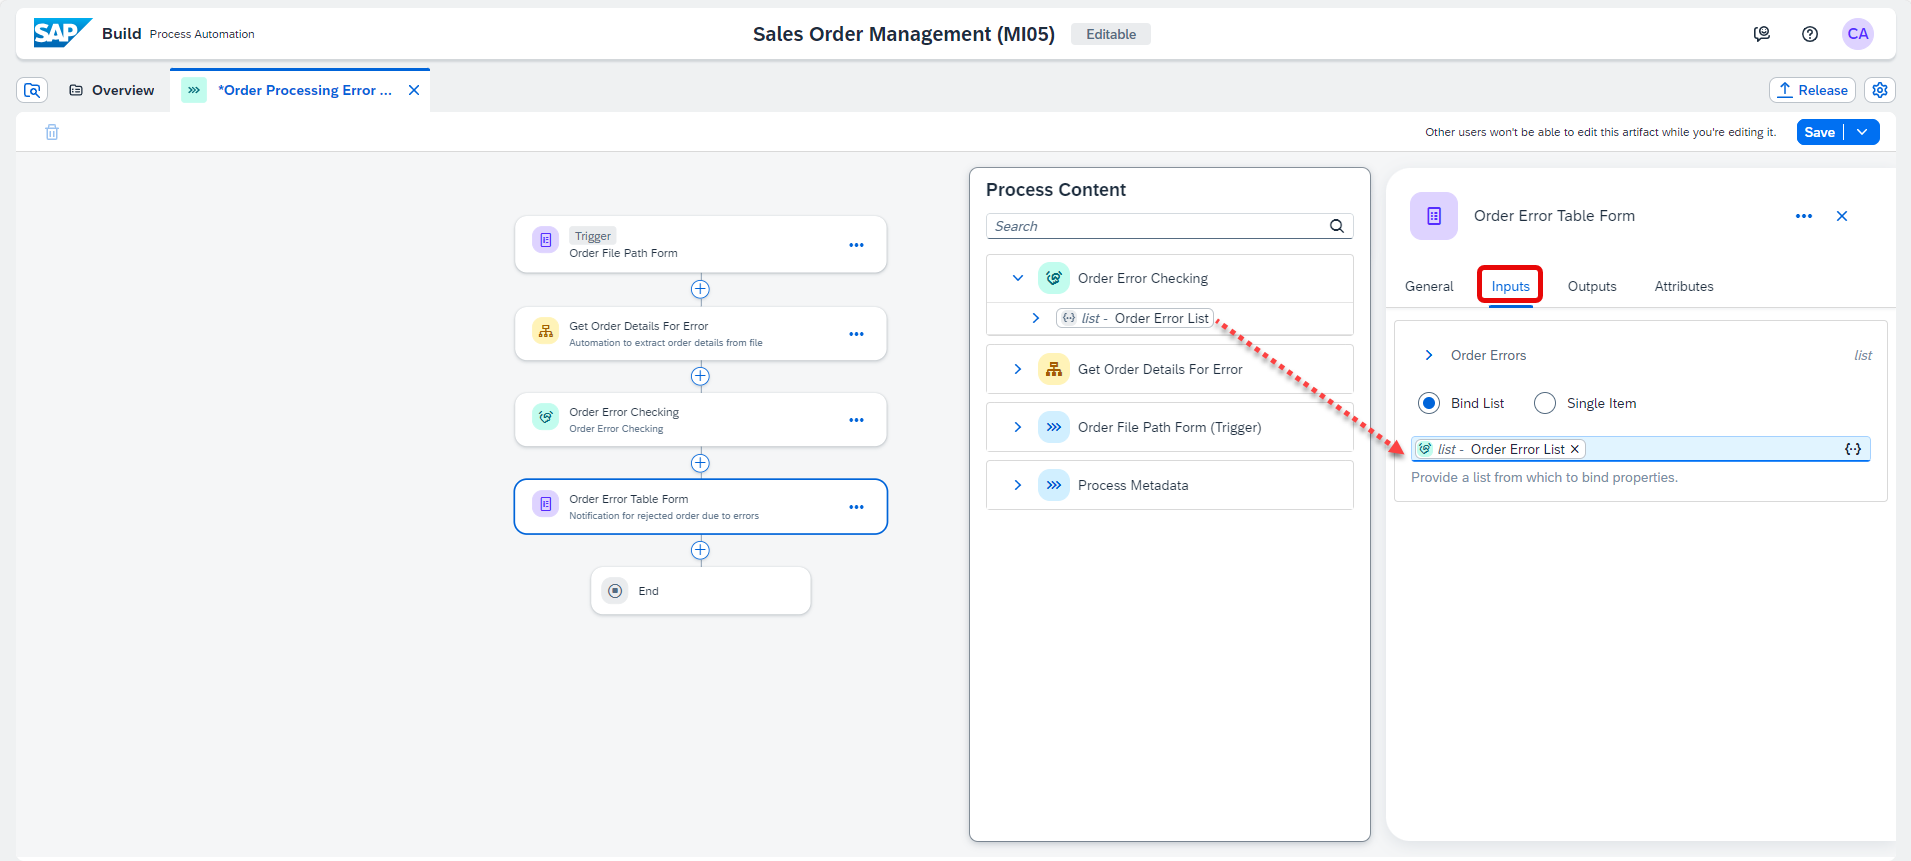 SAP Build Process Automation
Sales Order Management (MI05) Editable
CA
Overview
*Order Processing Error ...
Release
Other users won't be able to edit this artifact while you're editing it.
Save
Trigger
Order File Path Form
Get Order Details For Error
Automation to extract order details from file
Order Error Checking
Order Error Checking
Order Error Table Form
Notification for rejected order due to errors
End
Process Content
Search
Order Error Checking
list - Order Error List
Get Order Details For Error
Order File Path Form (Trigger)
Process Metadata
Order Error Table Form
General Inputs Outputs Attributes
Order Errors list
Bind List Single Item
list - Order Error List
Provide a list from which to bind properties.